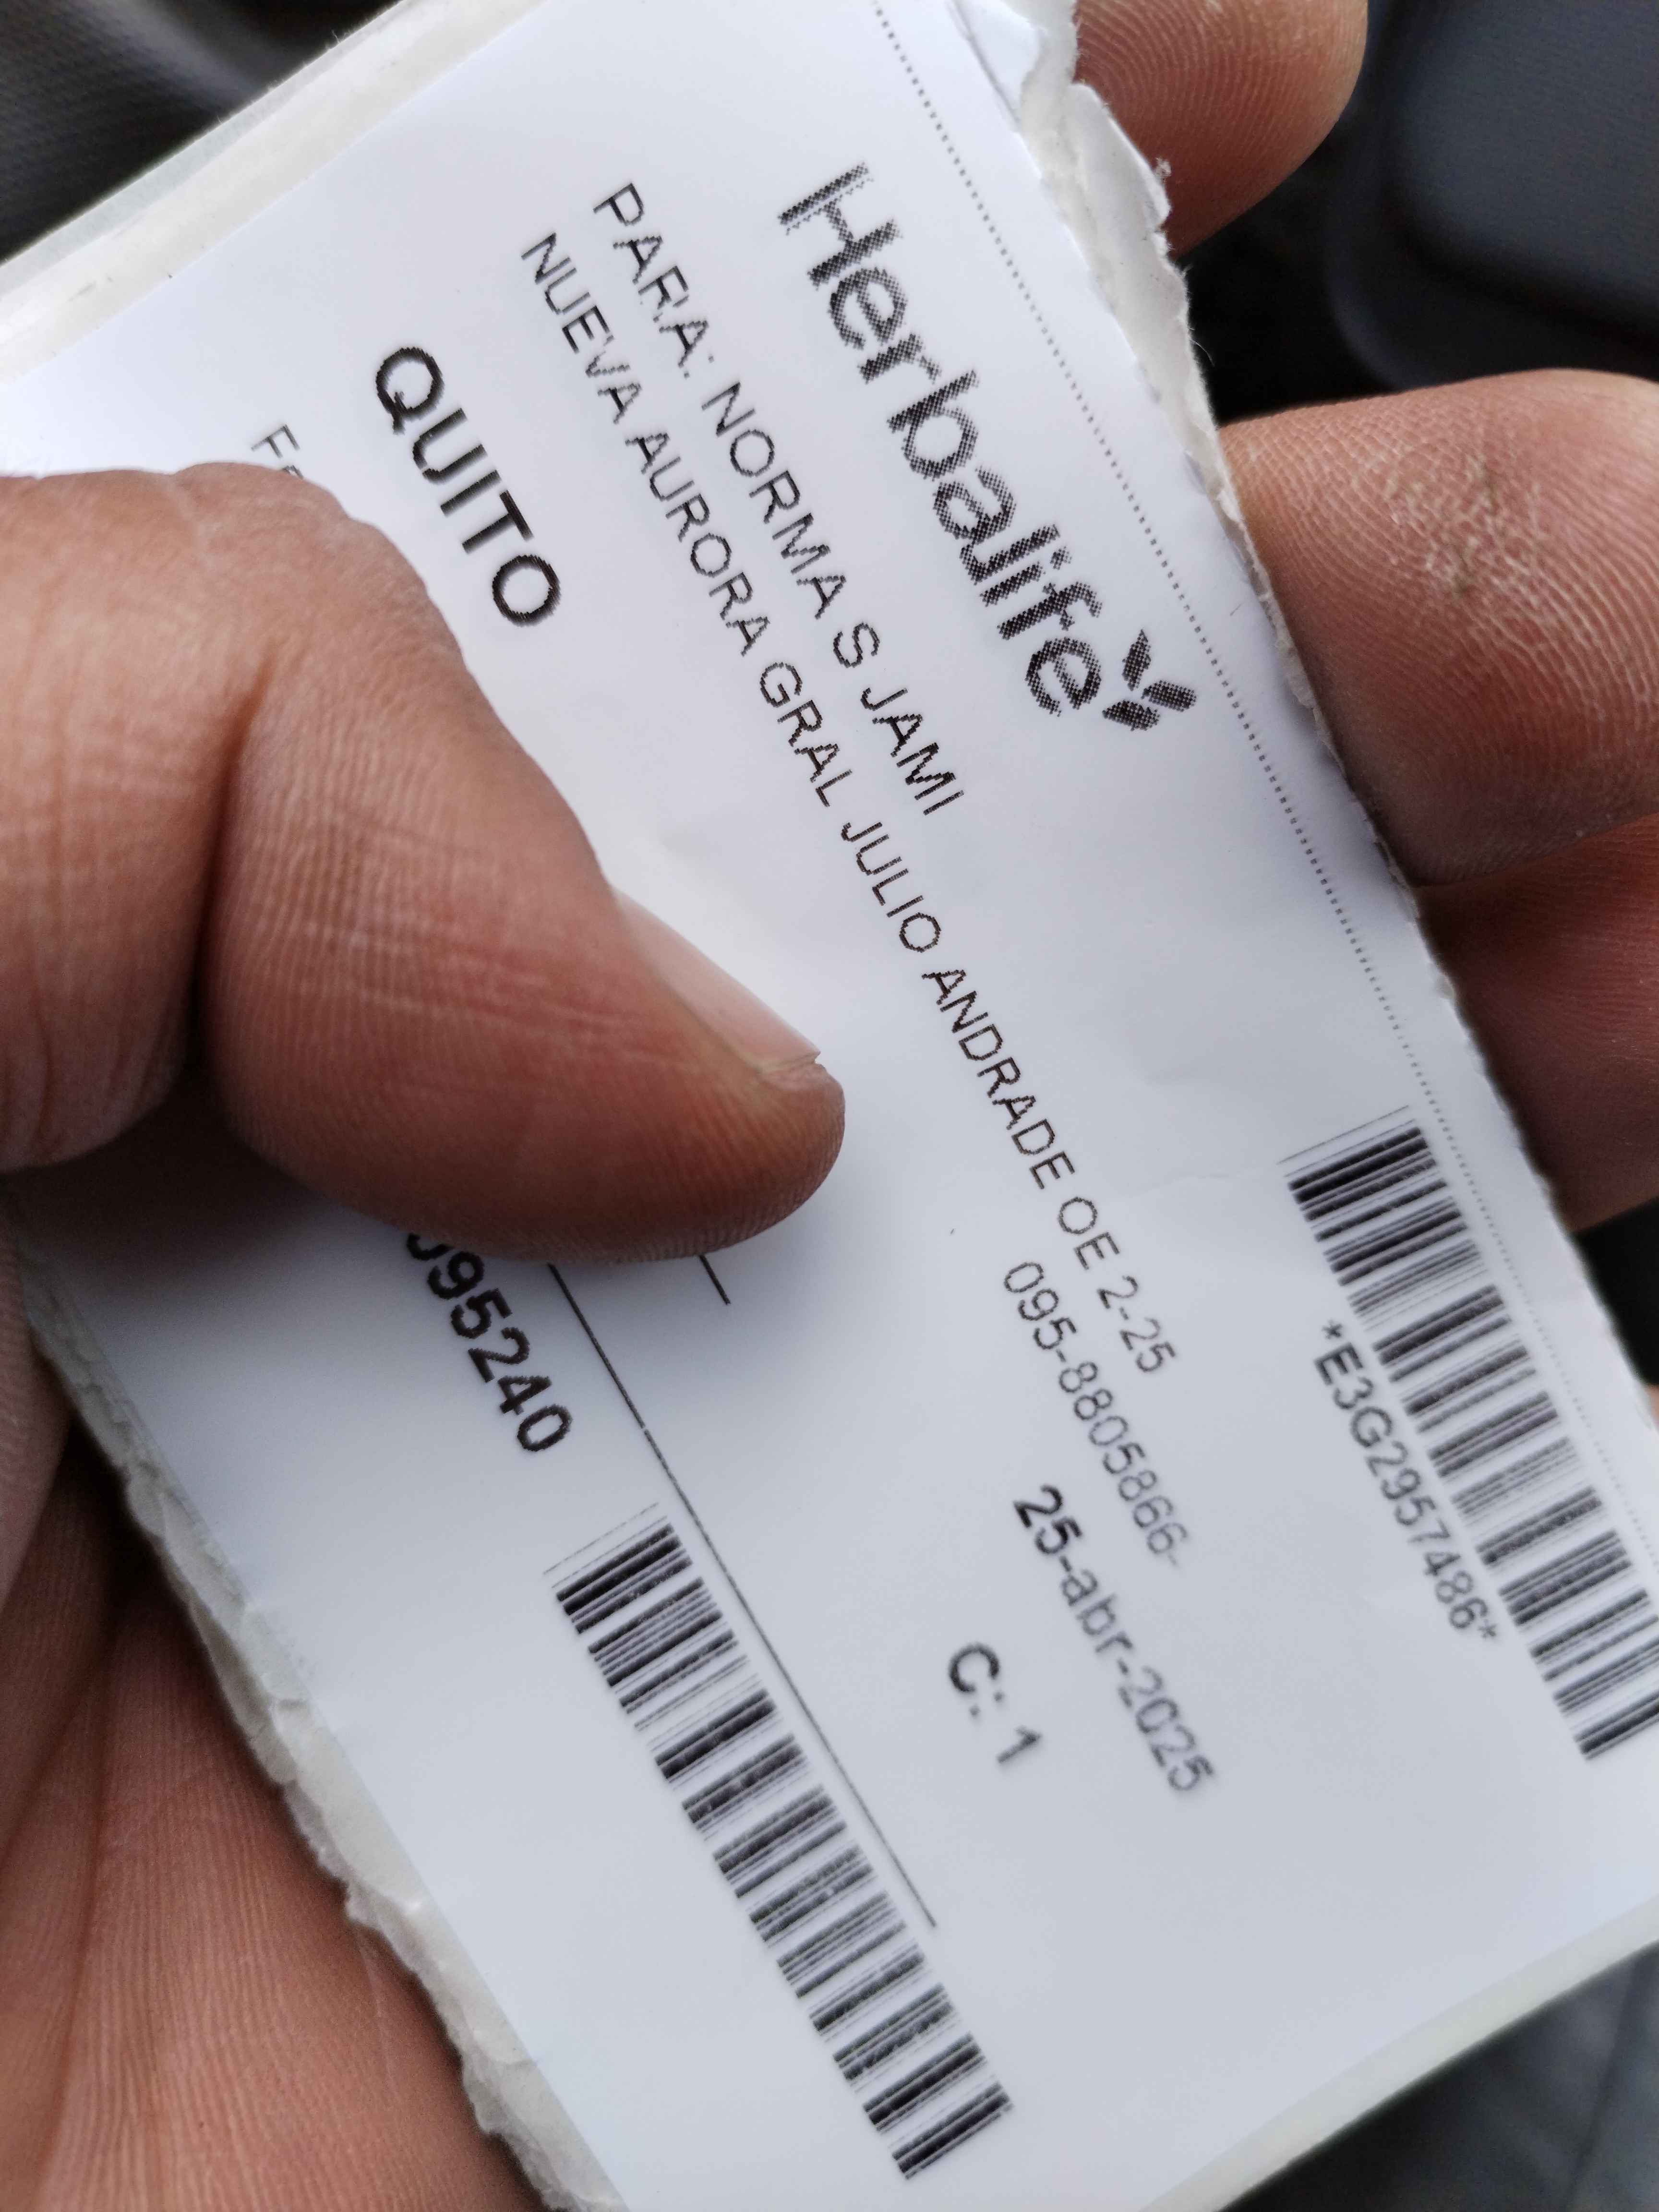 Herbalife
*E3G2957486*
PARA: NORMA S JAMI
NUEVA AURORA GRAL JULIO ANDRADE OE 2-25
095-8805866-
QUITO
25-abr-2025
C: 1
95240